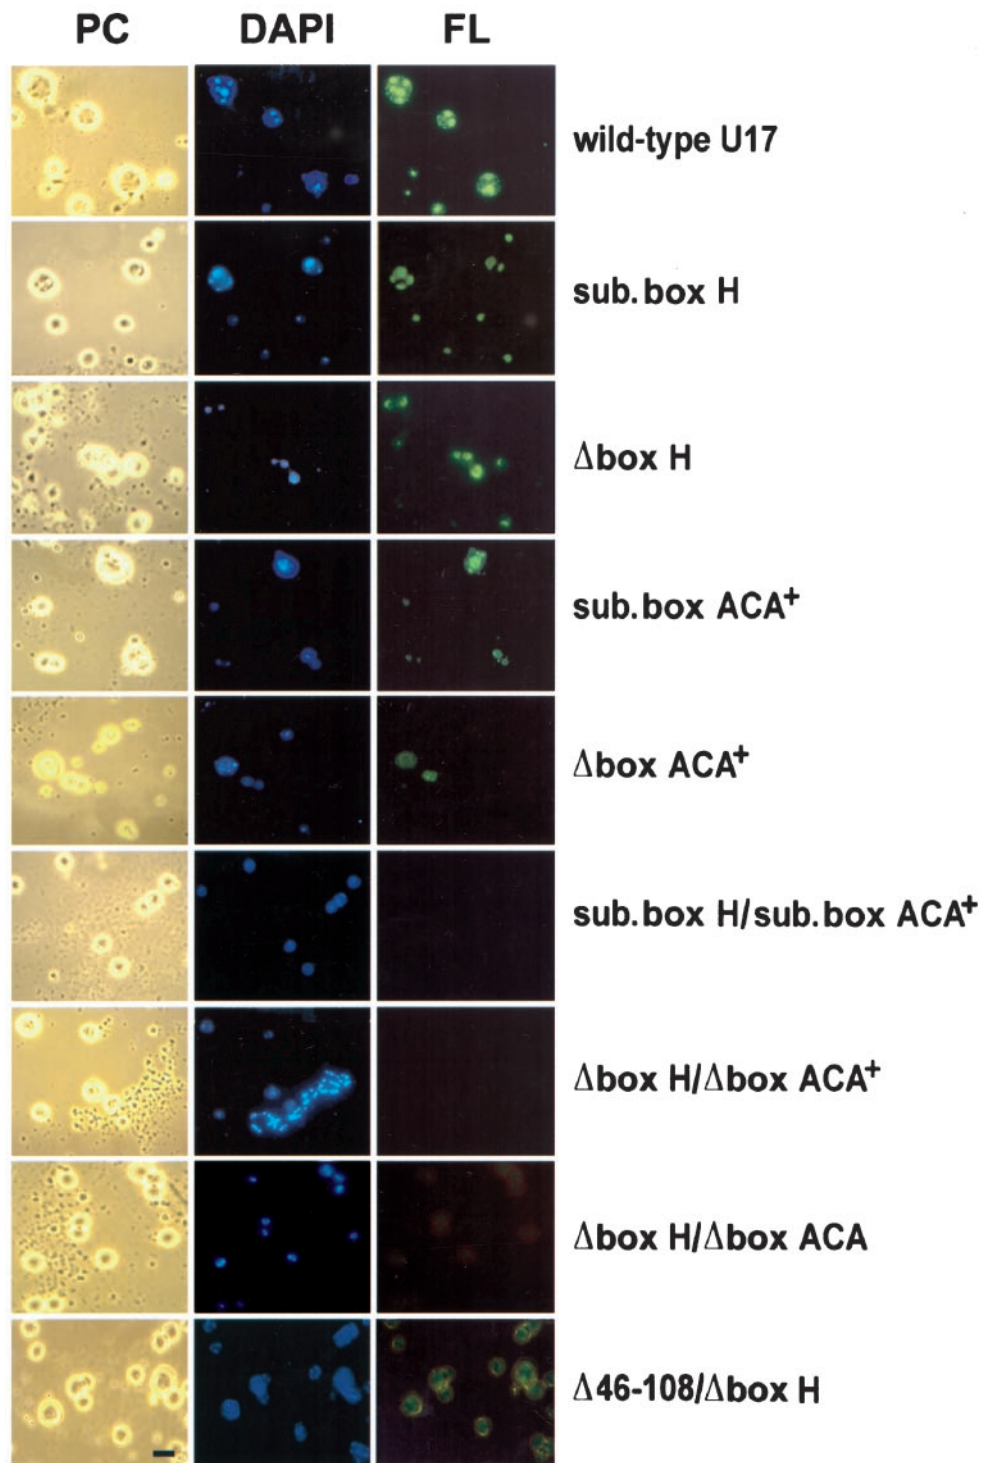 PC DAPI FL
wild-type U17
sub.box H
Δbox H
sub.box ACA+
Δbox ACA+
sub.box H/sub.box ACA+
Δbox H/Δbox ACA+
Δbox H/Δbox ACA
Δ46-108/Δbox H